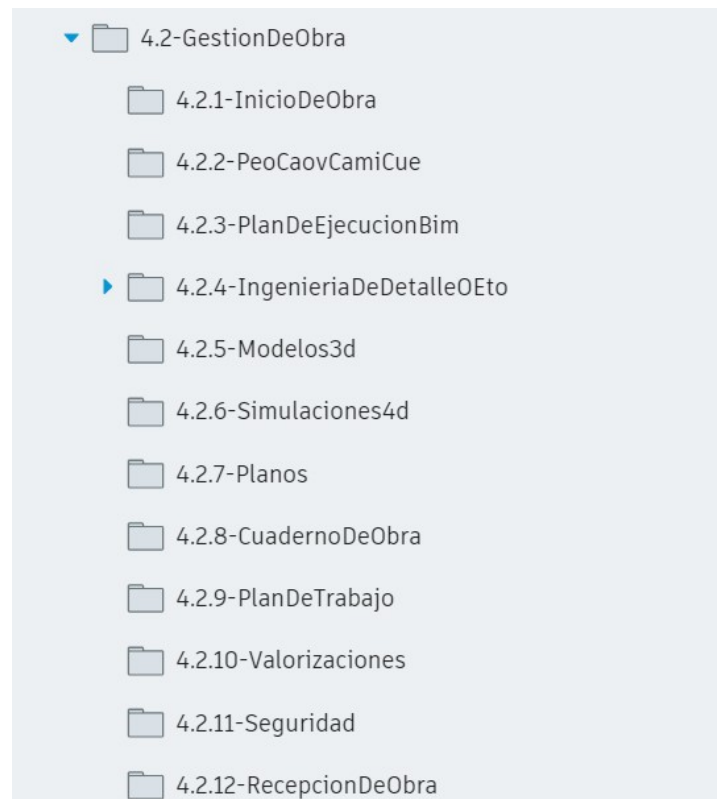 4.2-GestionDeObra
4.2.1-InicioDeObra
4.2.2-PeoCaovCamiCue
4.2.3-PlanDeEjecucionBim
4.2.4-IngenieriaDeDetalleOEto
4.2.5-Modelos3d
4.2.6-Simulaciones4d
4.2.7-Planos
4.2.8-CuadernoDeObra
4.2.9-PlanDeTrabajo
4.2.10-Valorizaciones
4.2.11-Seguridad
4.2.12-RecepcionDeObra